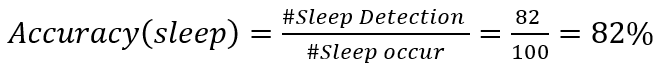 Accuracy(sleep) = #Sleep Detection / #Sleep occur = 82 / 100 = 82%